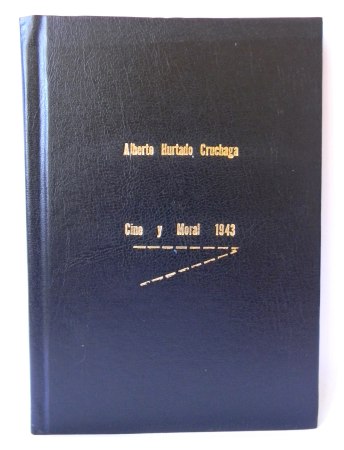 Alberto Hurtado Cruchaga
Cine y Moral 1943